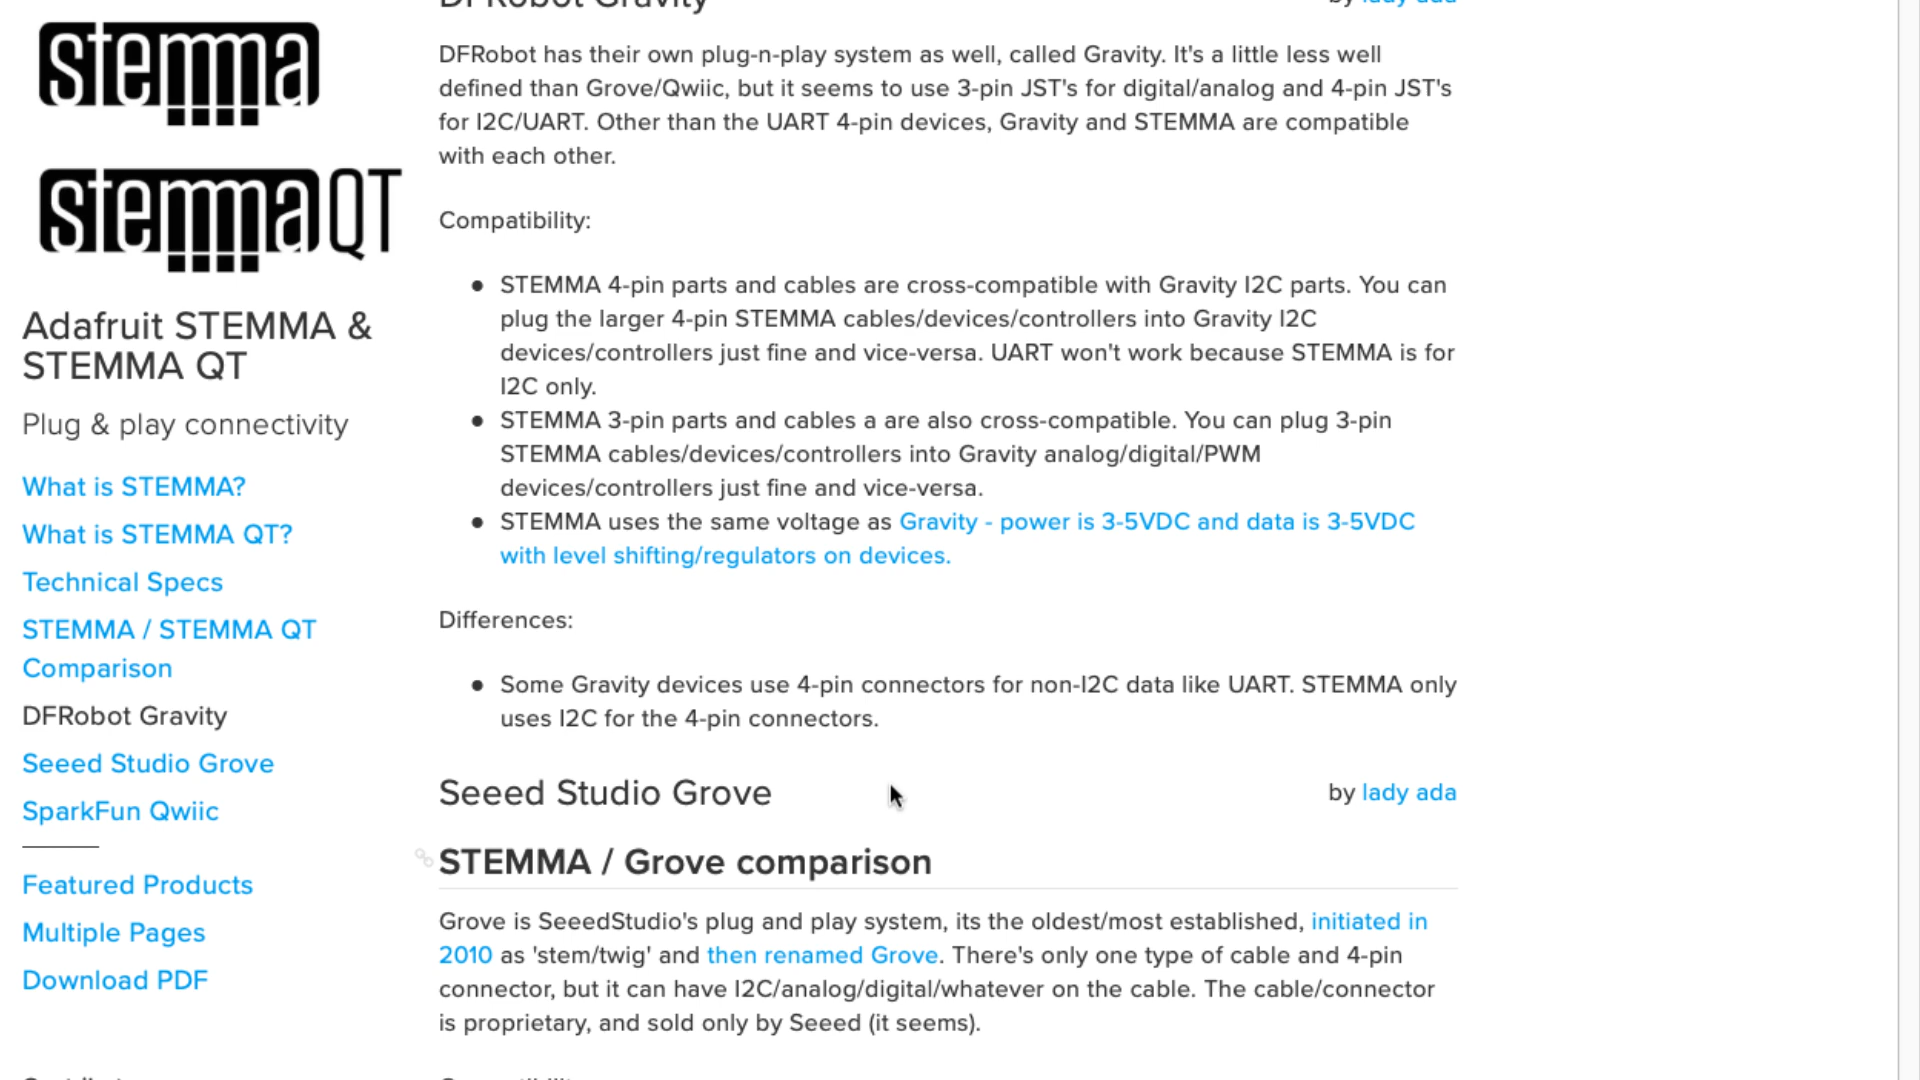 stemma
stemma QT
Adafruit STEMMA &
STEMMA QT
Plug & play connectivity
What is STEMMA?
What is STEMMA QT?
Technical Specs
STEMMA / STEMMA QT
Comparison
DFRobot Gravity
Seeed Studio Grove
SparkFun Qwiic
Featured Products
Multiple Pages
Download PDF
DFRobot Gravity
by lady ada
DFRobot has their own plug-n-play system as well, called Gravity. It's a little less well
defined than Grove/Qwiic, but it seems to use 3-pin JST's for digital/analog and 4-pin JST's
for I2C/UART. Other than the UART 4-pin devices, Gravity and STEMMA are compatible
with each other.
Compatibility:
● STEMMA 4-pin parts and cables are cross-compatible with Gravity I2C parts. You can
plug the larger 4-pin STEMMA cables/devices/controllers into Gravity I2C
devices/controllers just fine and vice-versa. UART won't work because STEMMA is for
I2C only.
● STEMMA 3-pin parts and cables a are also cross-compatible. You can plug 3-pin
STEMMA cables/devices/controllers into Gravity analog/digital/PWM
devices/controllers just fine and vice-versa.
● STEMMA uses the same voltage as Gravity - power is 3-5VDC and data is 3-5VDC
with level shifting/regulators on devices.
Differences:
● Some Gravity devices use 4-pin connectors for non-I2C data like UART. STEMMA only
uses I2C for the 4-pin connectors.
Seeed Studio Grove
by lady ada
STEMMA / Grove comparison
Grove is SeeedStudio's plug and play system, its the oldest/most established, initiated in
2010 as 'stem/twig' and then renamed Grove. There's only one type of cable and 4-pin
connector, but it can have I2C/analog/digital/whatever on the cable. The cable/connector
is proprietary, and sold only by Seeed (it seems).